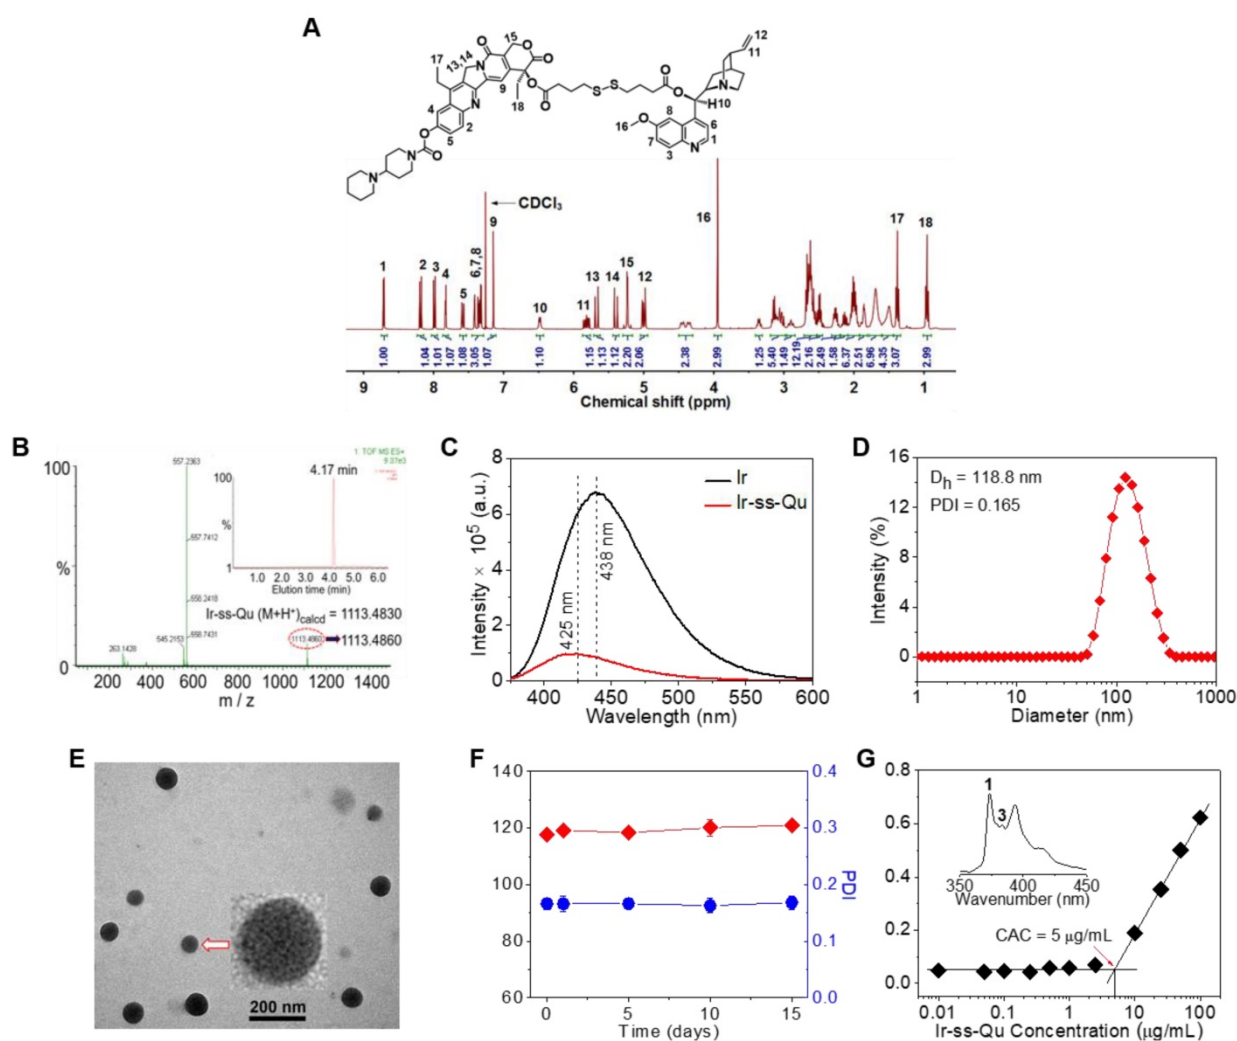 A
17
13,14
N
O
15
O
O
9
O
18
O
S
S
O
O
H10
N
12
11
4
N
2
5
O
N
O
N
16
O
8
7
3
N
6
1
CDCl3
1
2
3
4
5
6,7,8
9
10
11
13
14
15
12
16
17
18
1.00
1.04
1.01
1.07
1.08
3.05
1.07
1.10
1.15
1.13
1.12
2.20
2.06
2.38
2.99
1.25
5.40
1.49
12.19
2.16
2.49
1.58
6.37
2.51
6.96
4.35
3.07
2.99
9 8 7 6 5 4 3 2 1
Chemical shift (ppm)
B
1: TOF MS ES+
100
%
0
557.2363
557.7412
558.2418
558.7431
545.2153
263.1428
1113.4860
100
%
1
4.17 min
1.0 2.0 3.0 4.0 5.0 6.0
Elution time (min)
Ir-ss-Qu (M+H+)calcd = 1113.4830
1113.4860
200 400 600 800 1000 1200 1400
m / z
C
Intensity × 10^5 (a.u.)
8
6
4
2
0
Ir
Ir-ss-Qu
425 nm
438 nm
400 450 500 550 600
Wavelength (nm)
D
Dh = 118.8 nm
PDI = 0.165
Intensity (%)
16
12
8
4
0
1 10 100 1000
Diameter (nm)
E
200 nm
F
140
120
100
80
60
0.4
0.3
0.2
0.1
0.0
PDI
0 5 10 15
Time (days)
G
0.8
0.6
0.4
0.2
0.0
1
3
350 400 450
Wavenumber (nm)
CAC = 5 μg/mL
0.01 0.1 1 10 100
Ir-ss-Qu Concentration (μg/mL)